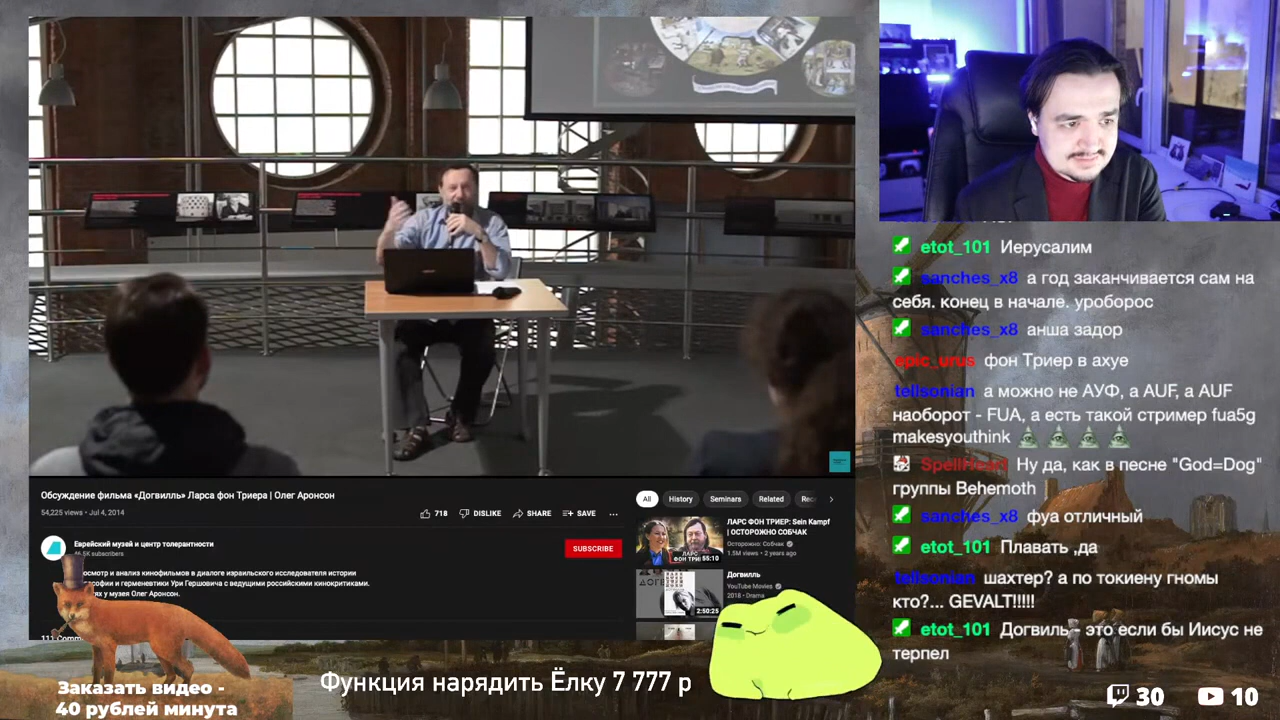 Обсуждение фильма «Догвилль» Ларса фон Триера | Олег Аронсон
54,225 views • Jul 4, 2014
718
DISLIKE
SHARE
SAVE
Еврейский музей и центр толерантности
subscribers
SUBSCRIBE
и анализ кинофильмов в диалоге израильского исследователя истории
и герменевтики Ури Гершовича с ведущими российскими кинокритиками.
у музея Олег Аронсон.
All
History
Seminars
Related
ЛАРС ФОН ТРИЕР: Sein Kampf
| ОСТОРОЖНО СОБЧАК
Осторожно: Собчак
1.5M views • 2 years ago
55:10
Догвилль
YouTube Movies
2018 • Drama
2:50:25
Заказать видео -
40 рублей минута
Функция нарядить Ёлку 7 777 р
etot_101 Иерусалим
sanches_x8 а год заканчивается сам на
себя. конец в начале. уроборос
sanches_x8 анша задор
epic_urus фон Триер в ахуе
tellsonian а можно не АУФ, а AUF, а AUF
наоборот - FUA, а есть такой стример fua5g
makesyouthink
SpellHeart Ну да, как в песне "God=Dog"
группы Behemoth
sanches_x8 фуа отличный
etot_101 Плавать ,да
tellsonian шахтер? а по токиену гномы
кто?... GEVALT!!!!!
etot_101 Догвиль - это если бы Иисус не
терпел
30
10